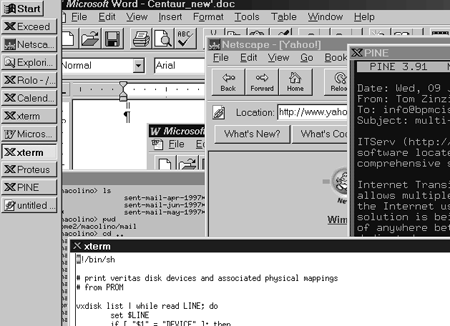 Start
Exceed
Netsca...
Explori...
Rolo - /...
Calend...
xterm
Micros...
xterm
Proteus
PINE
untitled ...
Microsoft Word - Centaur_new'.doc
File Edit View Insert Format Tools Table Window Help
Normal
Arial
Microsof
File Edit
Netscape - [Yahoo!]
File Edit View Go Book
Back Forward Home Reloa
Location: http://www.yaho
What's New? What's Coo
PINE
PINE 3.91
Date: Wed, 09 J
From: Tom Zinzi
To: info@bpmcis
Subject: multi-
ITServ (http:/
software locate
comprehensive s
Internet Transi
allows multiple
the Internet us
solution is bei
of anywhere bet
macolino> ls
sent-mail-apr-1997
sent-mail-jun-1997
sent-mail-may-1997
macolino> pwd
ome2/macolino/mail
macolino> cd ..
xterm
#!/bin/sh
# print veritas disk devices and associated physical mappings
# from PROM
vxdisk list | while read LINE; do
set $LINE
if [ "$1" = "DEVICE" ]; then